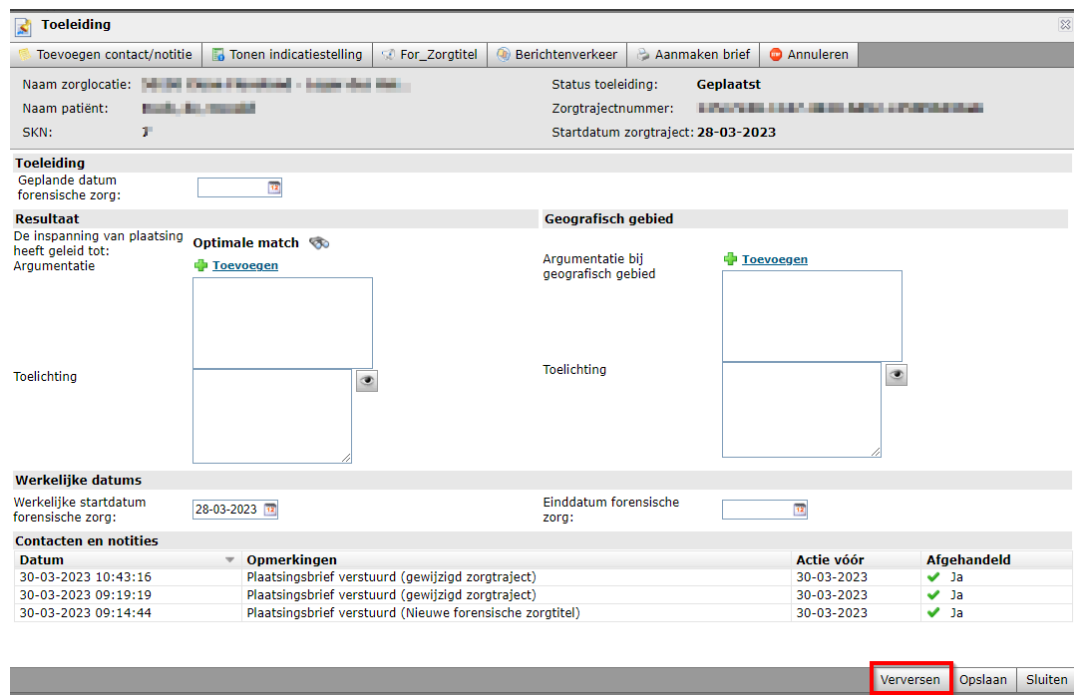 Toeleiding
Toevoegen contact/notitie Tonen indicatiestelling For_Zorgtitel Berichtenverkeer Aanmaken brief Annuleren
Naam zorglocatie: Status toeleiding: Geplaatst
Naam patiënt: Zorgtrajectnummer:
SKN: Startdatum zorgtraject: 28-03-2023
Toeleiding
Geplande datum
forensische zorg:
Resultaat Geografisch gebied
De inspanning van plaatsing
heeft geleid tot: Optimale match
Argumentatie Toevoegen
Argumentatie bij Toevoegen
geografisch gebied
Toelichting Toelichting
Werkelijke datums
Werkelijke startdatum Einddatum forensische
forensische zorg: 28-03-2023 zorg:
Contacten en notities
Datum Opmerkingen Actie vóór Afgehandeld
30-03-2023 10:43:16 Plaatsingsbrief verstuurd (gewijzigd zorgtraject) 30-03-2023 Ja
30-03-2023 09:19:19 Plaatsingsbrief verstuurd (gewijzigd zorgtraject) 30-03-2023 Ja
30-03-2023 09:14:44 Plaatsingsbrief verstuurd (Nieuwe forensische zorgtitel) 30-03-2023 Ja
Verversen Opslaan Sluiten